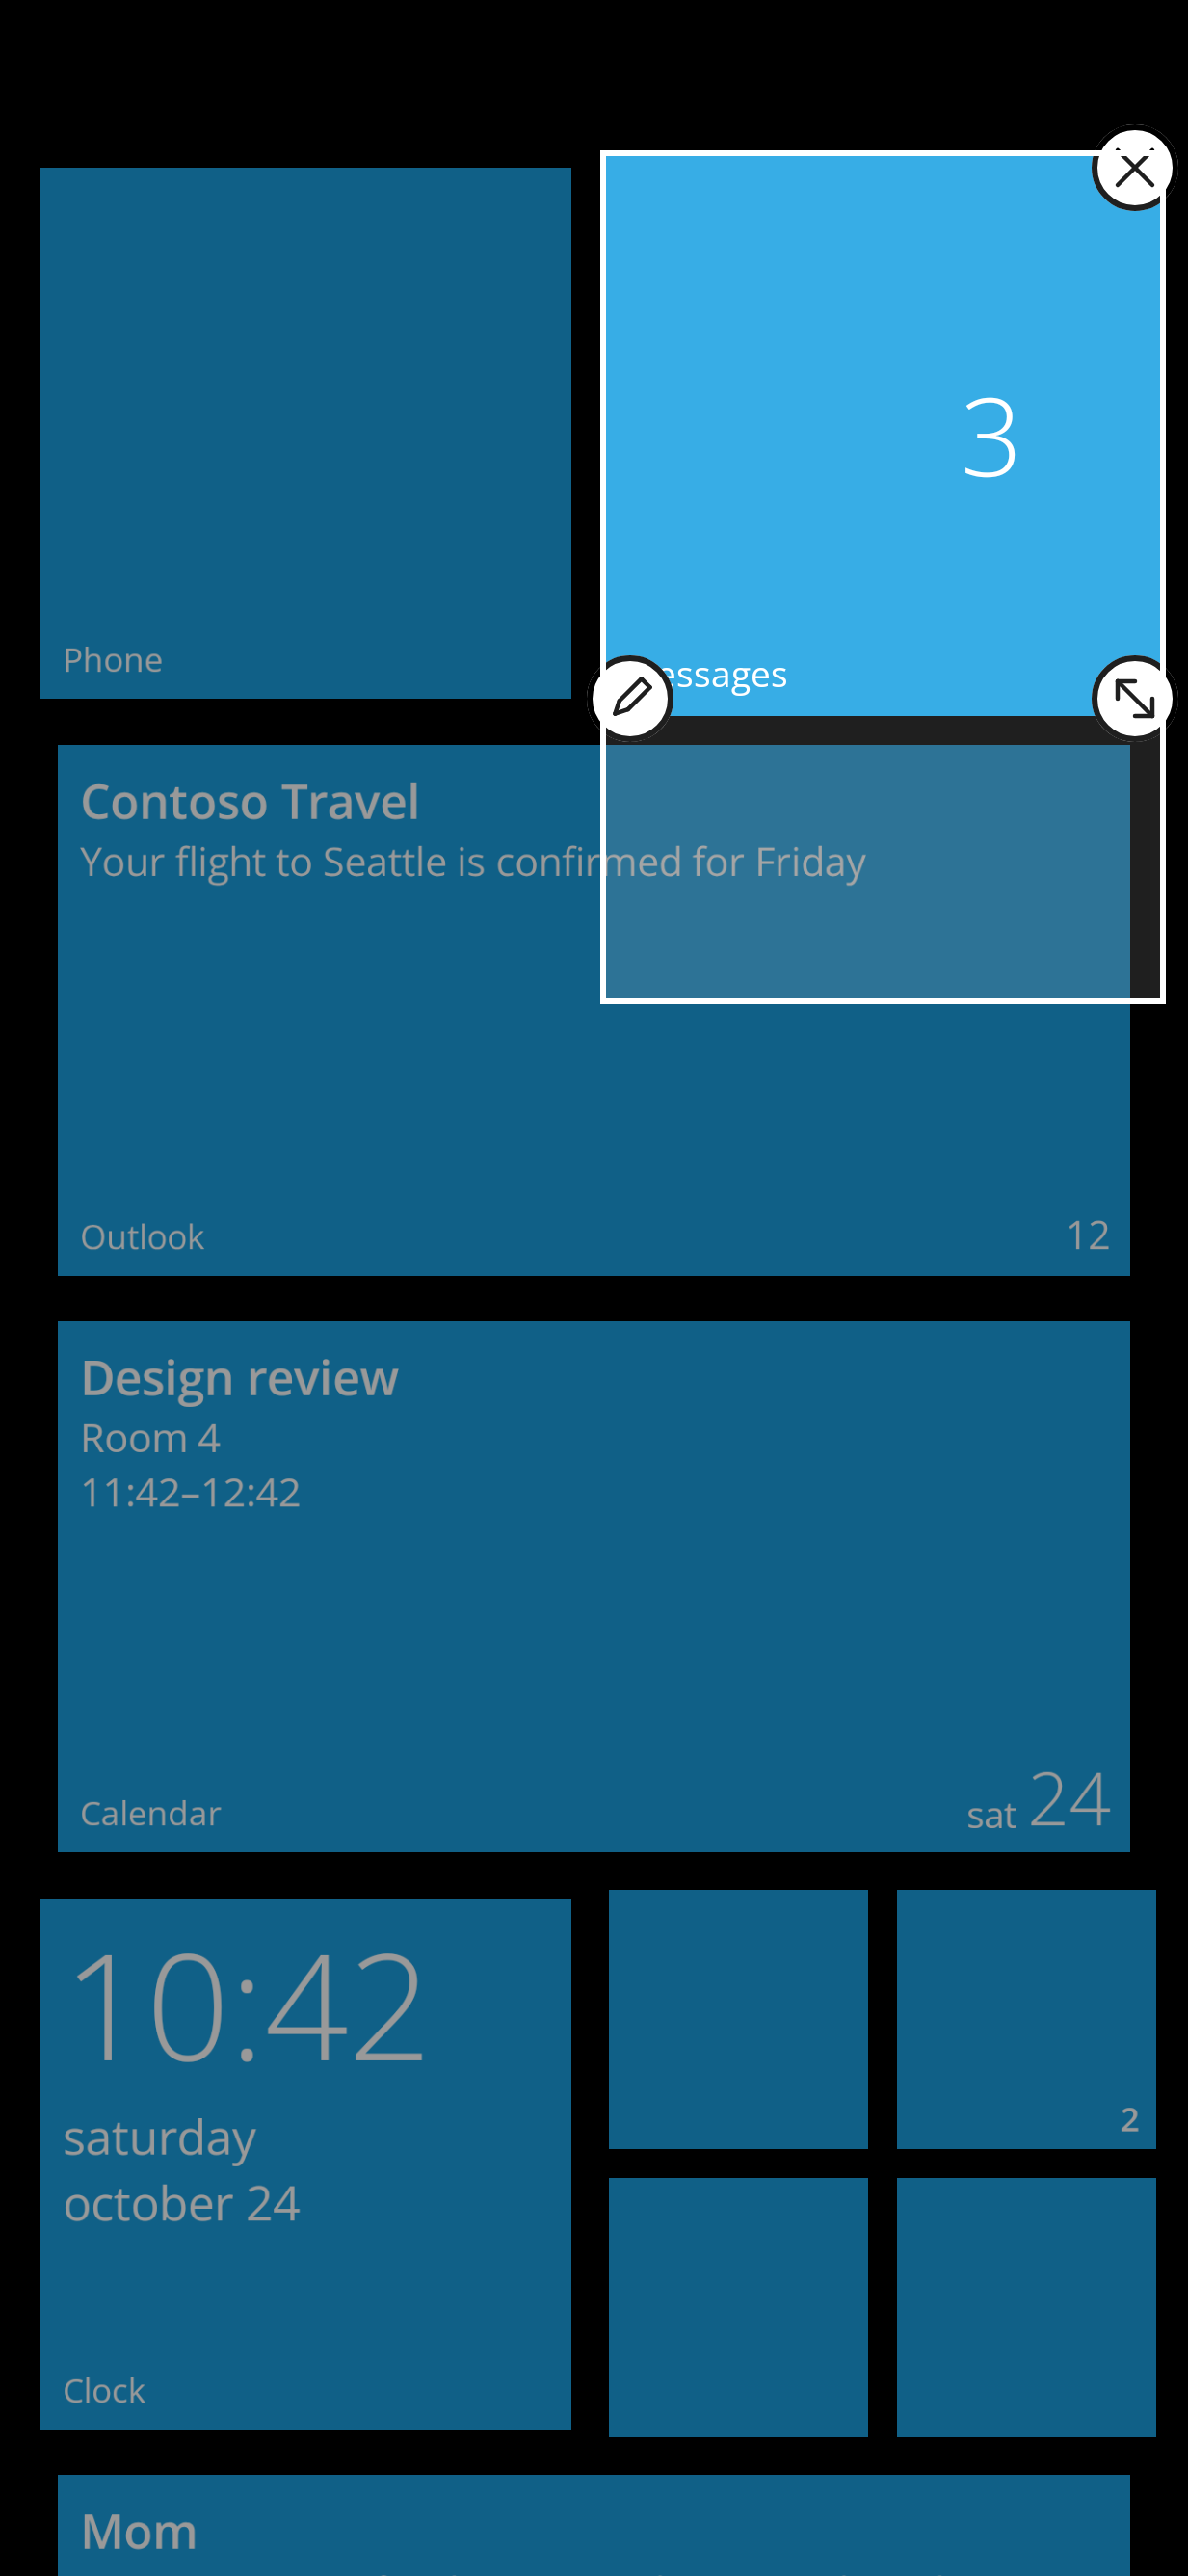 3
Phone
essages
Contoso Travel
Your flight to Seattle is confirmed for Friday
Outlook
12
Design review
Room 4
11:42–12:42
Calendar
sat 24
10:42
saturday
october 24
2
Clock
Mom